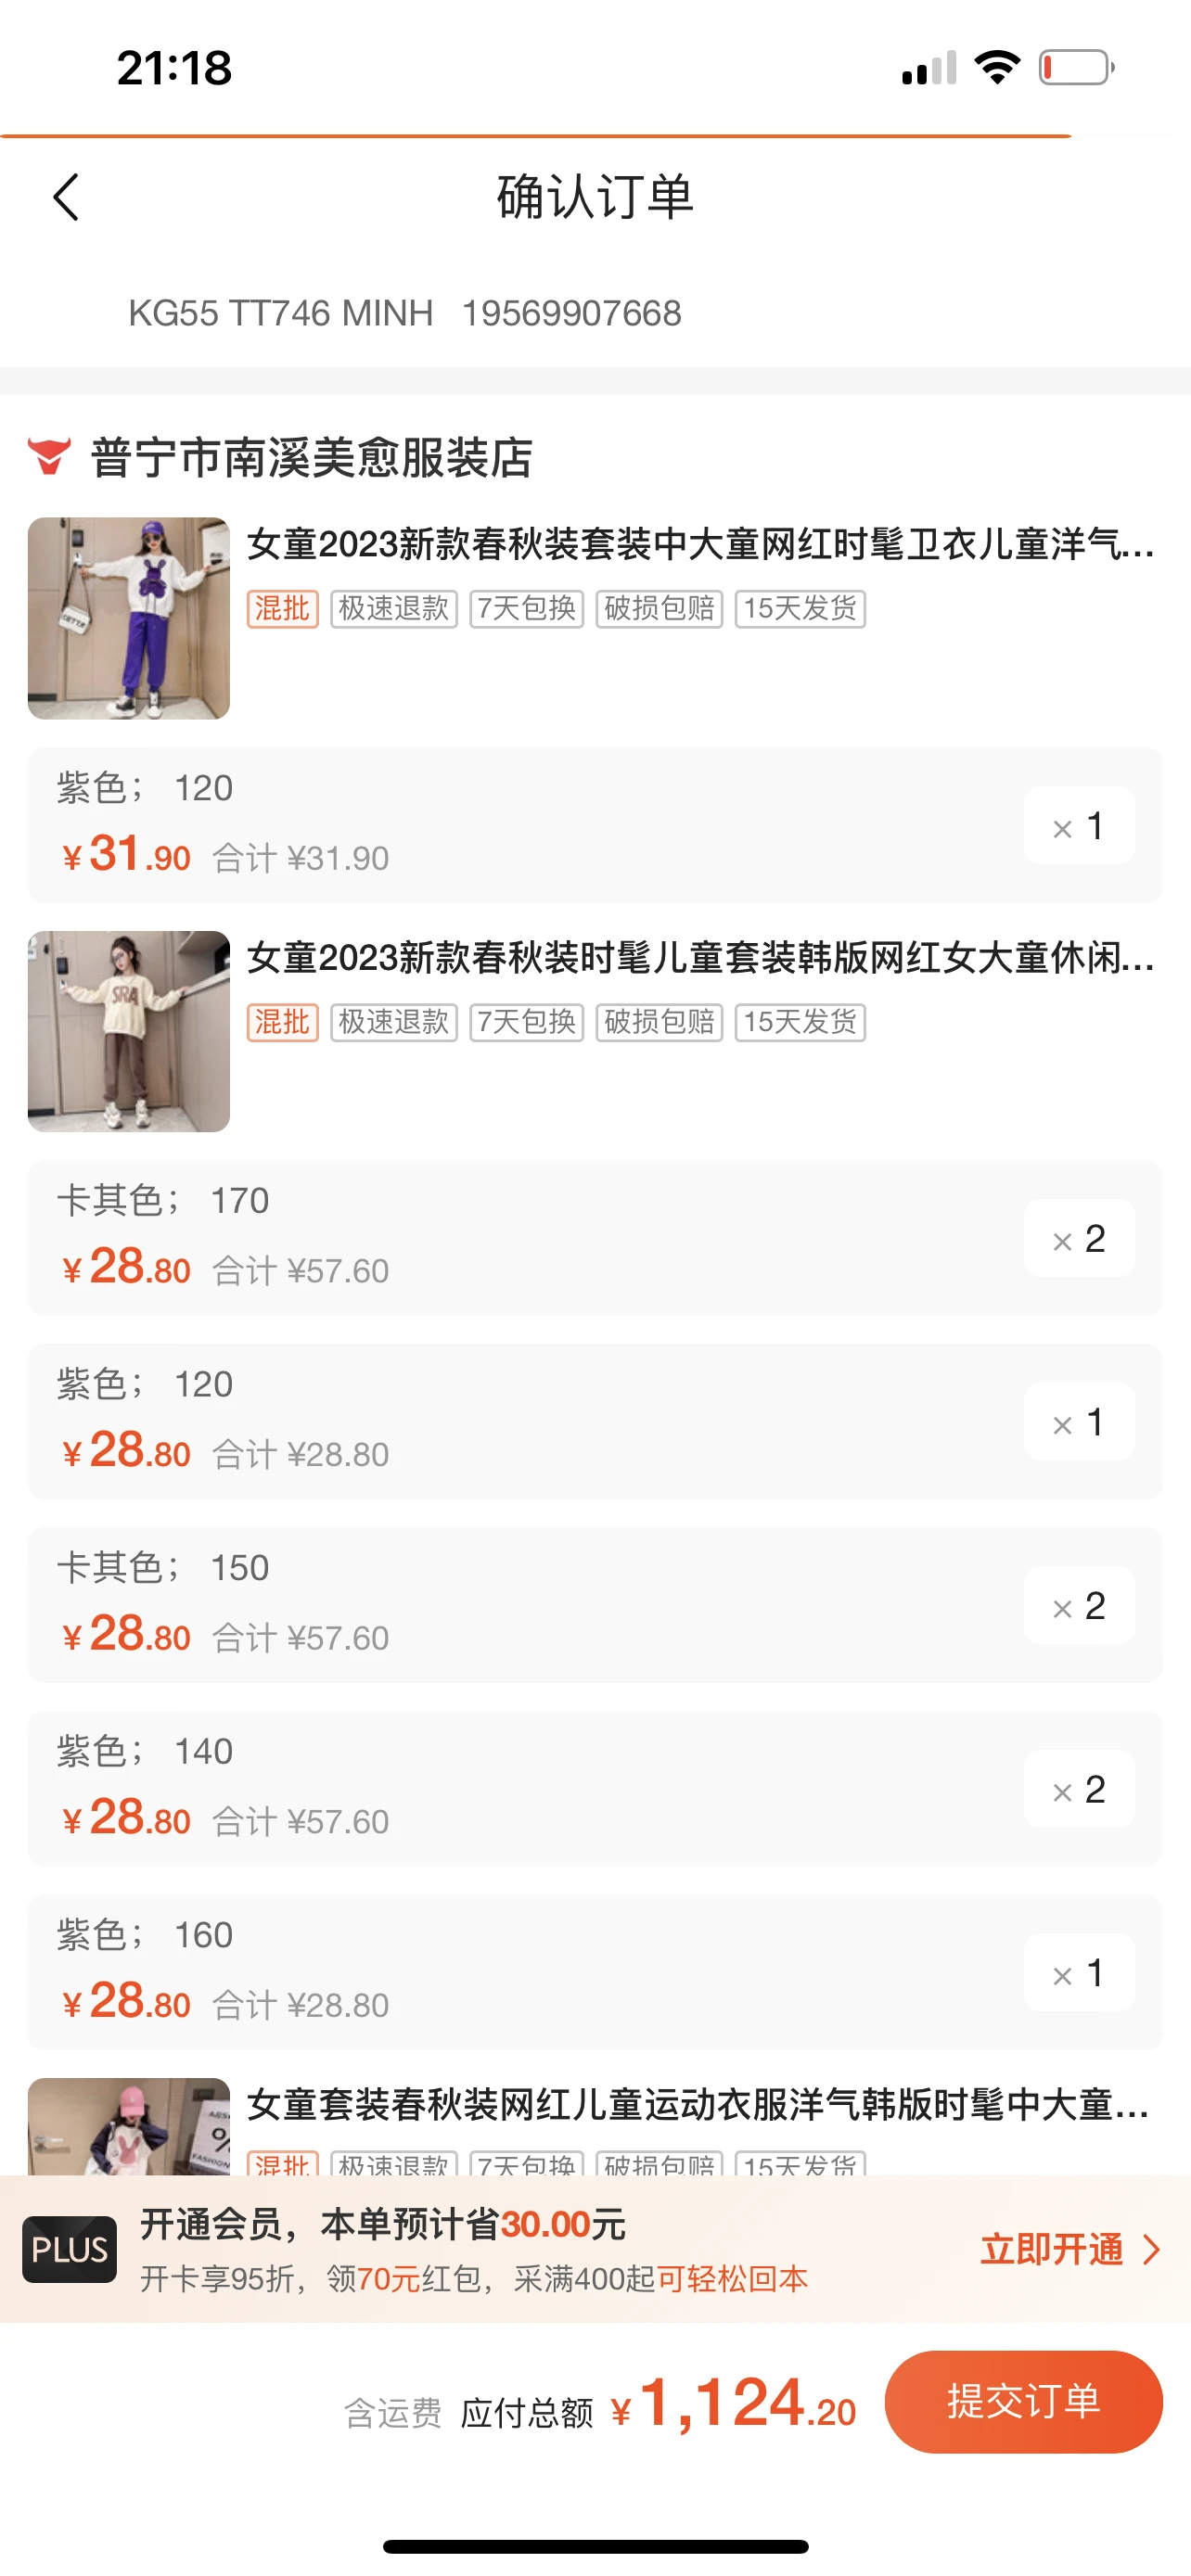 21:18
确认订单
KG55 TT746 MINH 19569907668
普宁市南溪美愈服装店
女童2023新款春秋装套装中大童网红时髦卫衣儿童洋气...
混批 极速退款 7天包换 破损包赔 15天发货
紫色； 120
¥31.90 合计 ¥31.90
× 1
女童2023新款春秋装时髦儿童套装韩版网红女大童休闲...
SRA
混批 极速退款 7天包换 破损包赔 15天发货
卡其色； 170
¥28.80 合计 ¥57.60
× 2
紫色； 120
¥28.80 合计 ¥28.80
× 1
卡其色； 150
¥28.80 合计 ¥57.60
× 2
紫色； 140
¥28.80 合计 ¥57.60
× 2
紫色； 160
¥28.80 合计 ¥28.80
× 1
女童套装春秋装网红儿童运动衣服洋气韩版时髦中大童...
%
FASHION
混批 极速退款 7天包换 破损包赔 15天发货
PLUS
开通会员，本单预计省30.00元
开卡享95折，领70元红包，采满400起可轻松回本
立即开通
含运费 应付总额 ¥1,124.20
提交订单